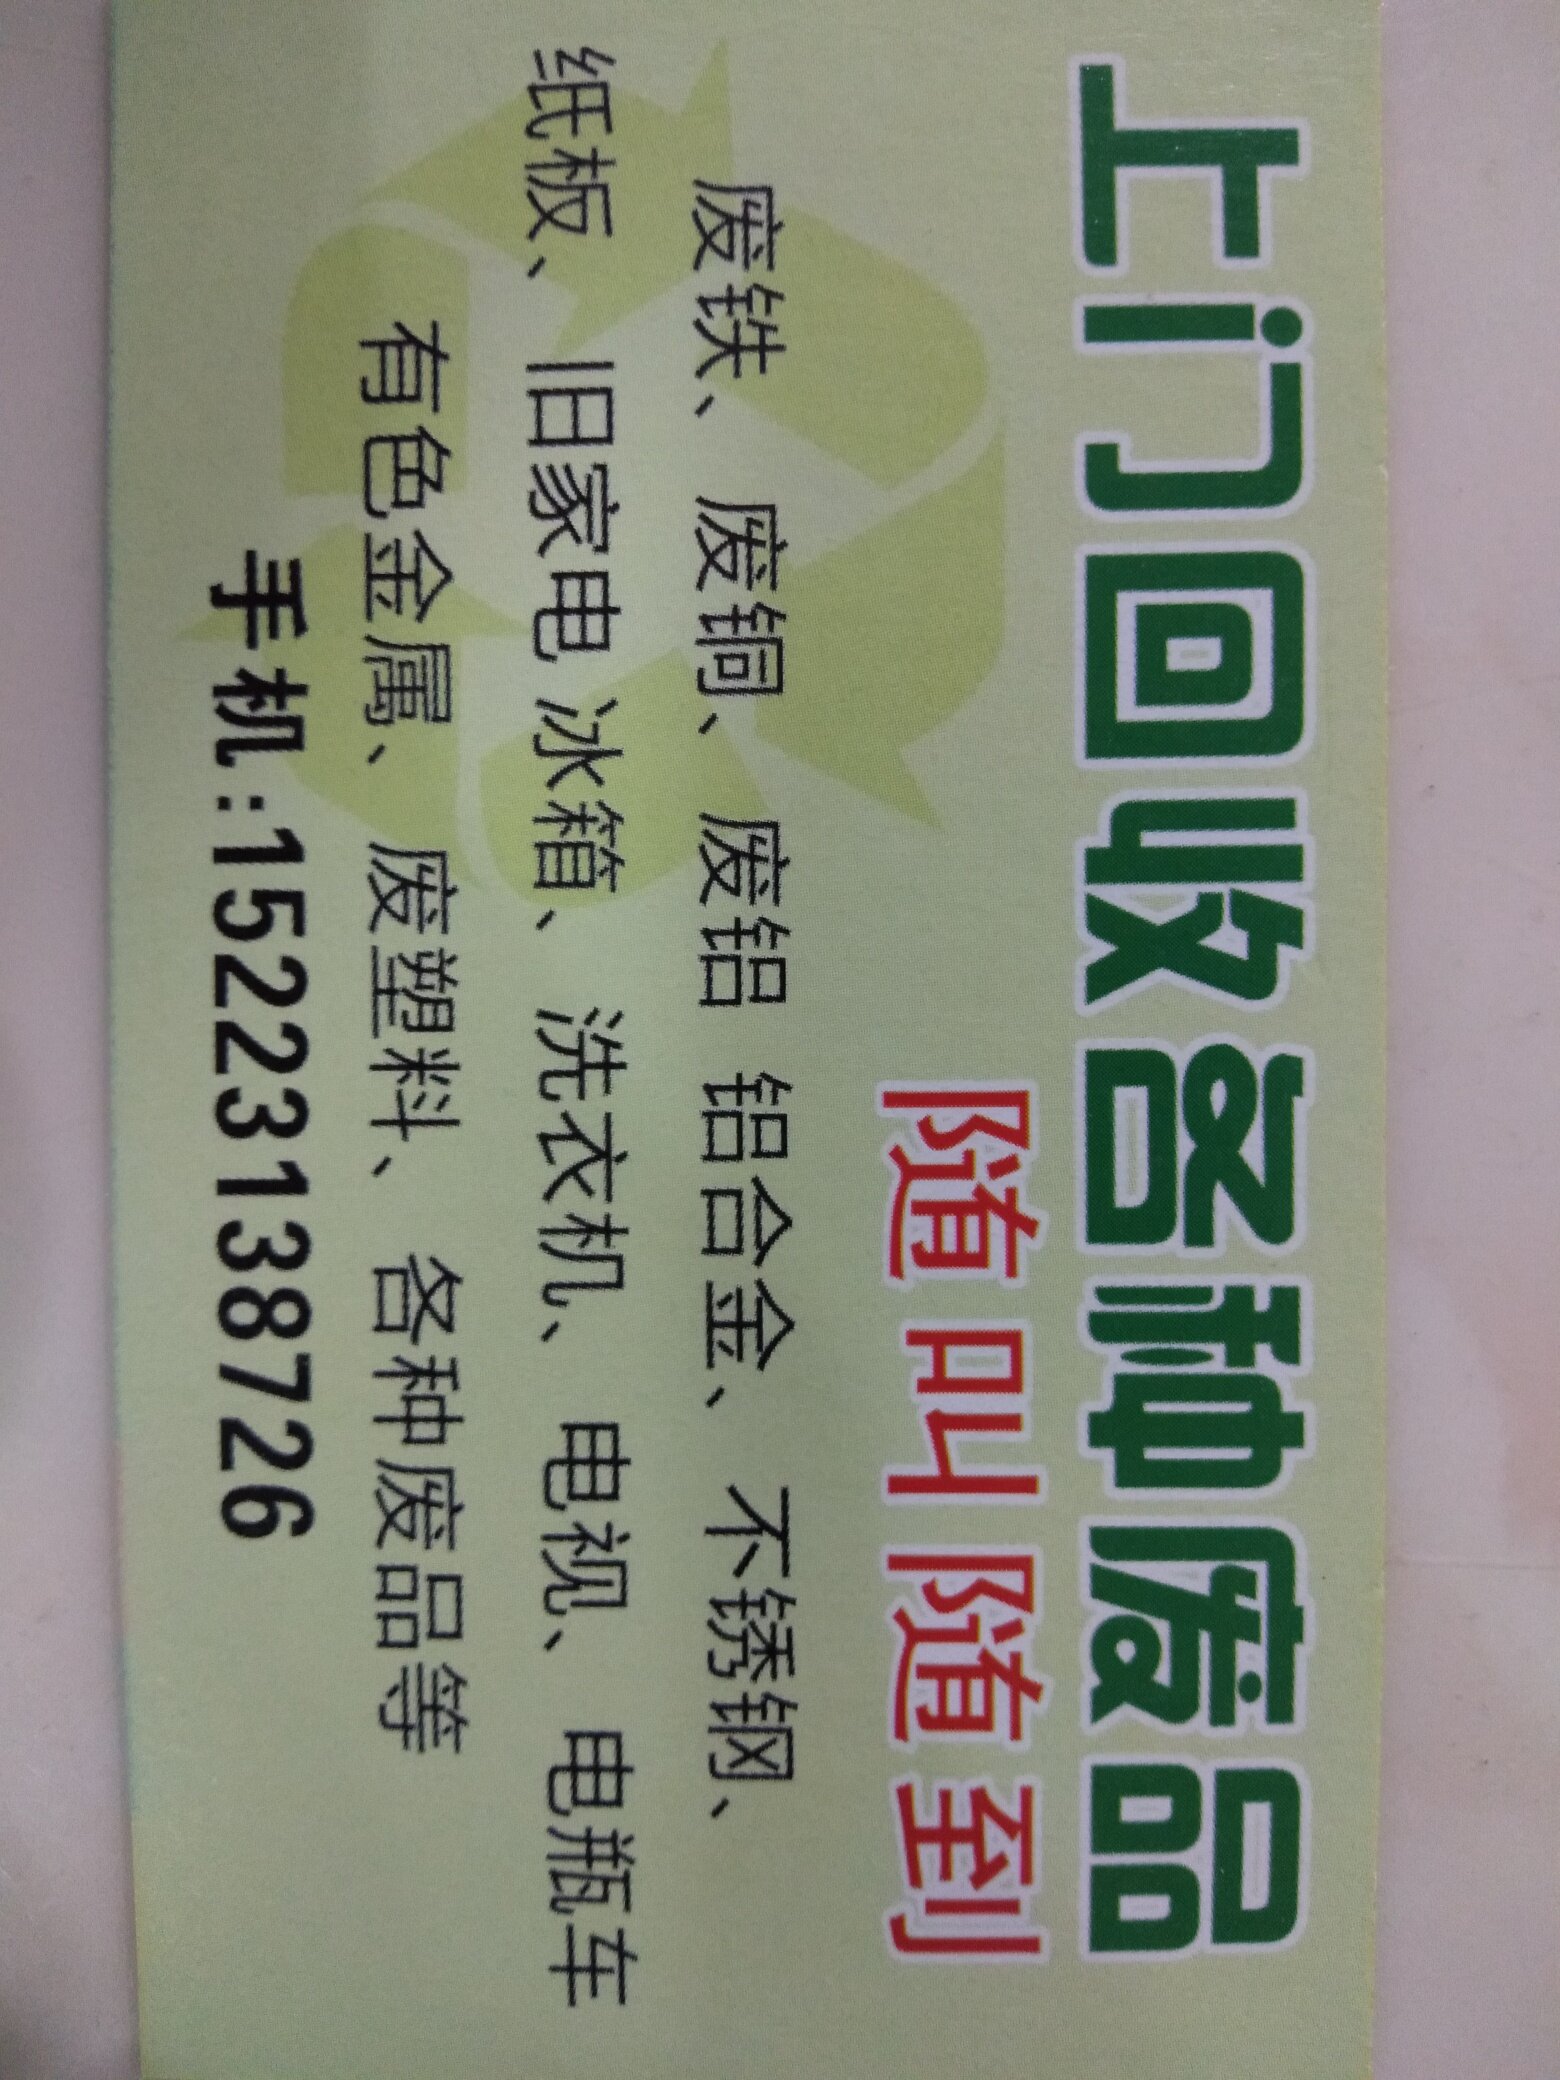 上门回收各种废品
随叫随到
废铁、废铜、废铝 铝合金、不锈钢、
纸板、旧家电 冰箱、洗衣机、电视、电瓶车
有色金属、废塑料、各种废品等
手机:15223138726